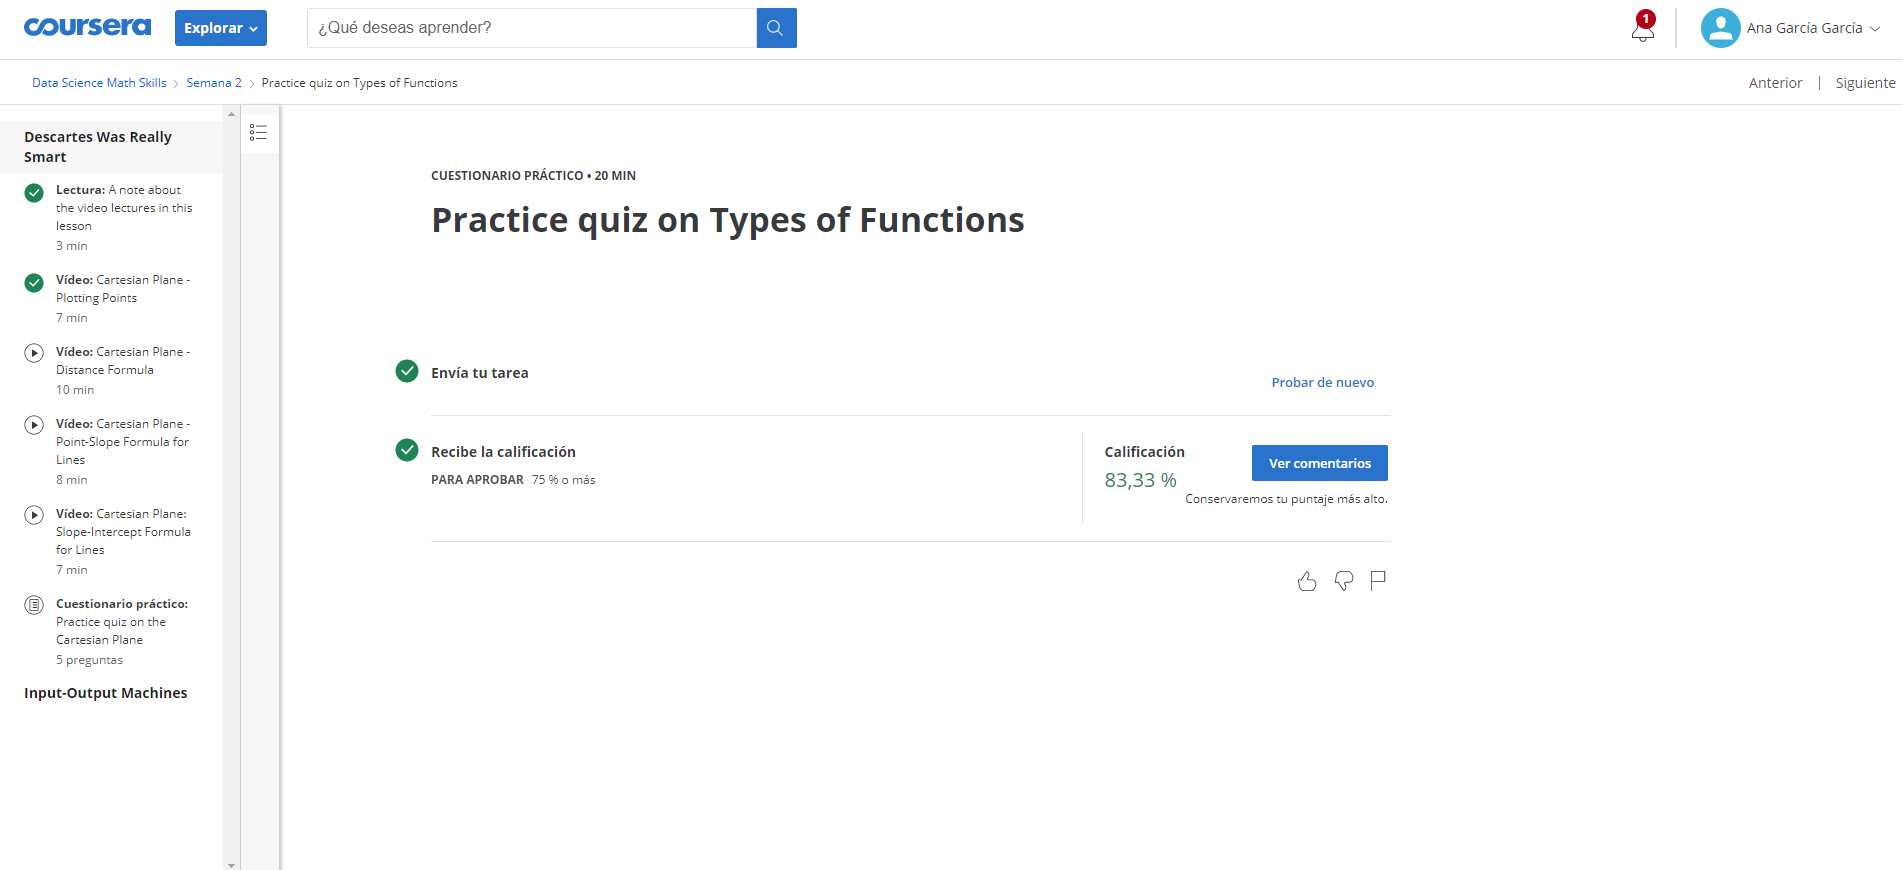 coursera
Explorar
¿Qué deseas aprender?
1
Ana García García
Data Science Math Skills
Semana 2
Practice quiz on Types of Functions
Anterior
Siguiente
Descartes Was Really
Smart
Lectura: A note about
the video lectures in this
lesson
3 min
Vídeo: Cartesian Plane -
Plotting Points
7 min
Vídeo: Cartesian Plane -
Distance Formula
10 min
Vídeo: Cartesian Plane -
Point-Slope Formula for
Lines
8 min
Vídeo: Cartesian Plane:
Slope-Intercept Formula
for Lines
7 min
Cuestionario práctico:
Practice quiz on the
Cartesian Plane
5 preguntas
Input-Output Machines
CUESTIONARIO PRÁCTICO • 20 MIN
Practice quiz on Types of Functions
Envía tu tarea
Probar de nuevo
Recibe la calificación
PARA APROBAR 75 % o más
Calificación
83,33 %
Ver comentarios
Conservaremos tu puntaje más alto.